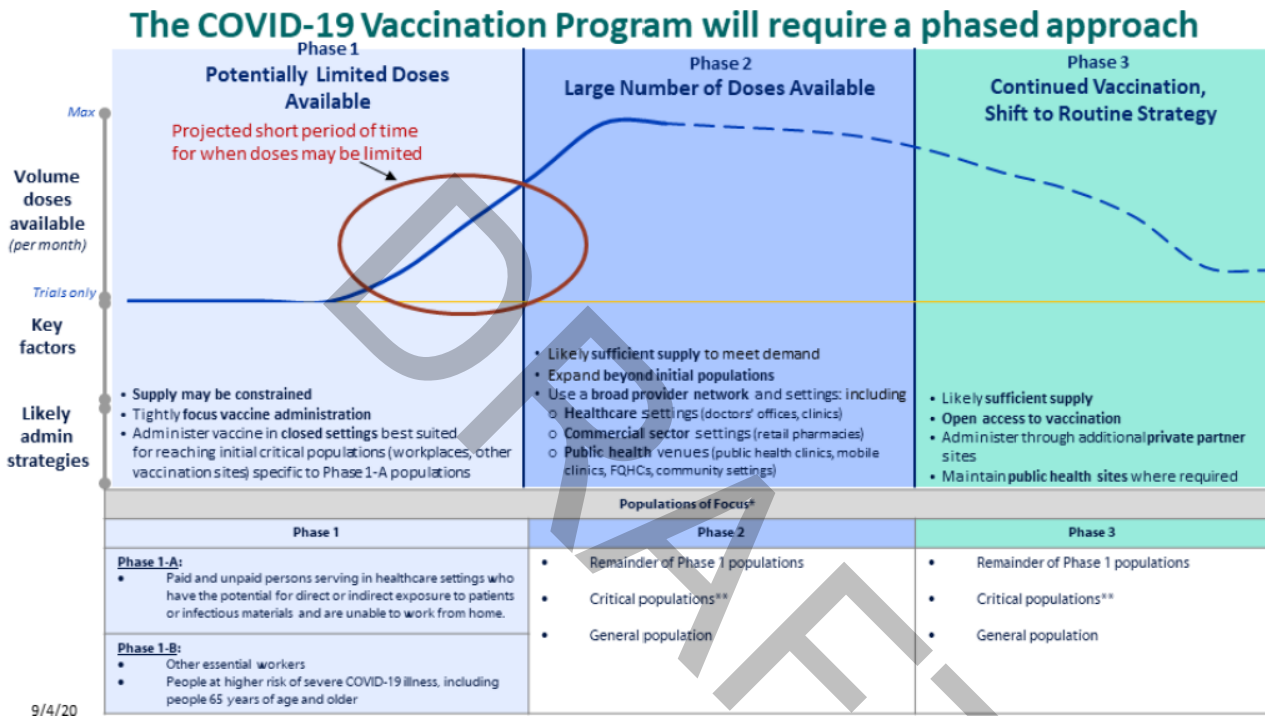 The COVID-19 Vaccination Program will require a phased approach
Phase 1
Potentially Limited Doses
Available
Phase 2
Large Number of Doses Available
Phase 3
Continued Vaccination,
Shift to Routine Strategy
Max
Projected short period of time
for when doses may be limited
Volume
doses
available
(per month)
Trials only
Key
factors
Likely
admin
strategies
• Supply may be constrained
• Tightly focus vaccine administration
• Administer vaccine in closed settings best suited
for reaching initial critical populations (workplaces, other
vaccination sites) specific to Phase 1-A populations
• Likely sufficient supply to meet demand
• Expand beyond initial populations
• Use a broad provider network and settings: including
o Healthcare settings (doctors' offices, clinics)
o Commercial sector settings (retail pharmacies)
o Public health venues (public health clinics, mobile
clinics, FQHCs, community settings)
• Likely sufficient supply
• Open access to vaccination
• Administer through additional private partner
sites
• Maintain public health sites where required
Populations of Focus*
Phase 1
Phase 2
Phase 3
Phase 1-A:
• Paid and unpaid persons serving in healthcare settings who
have the potential for direct or indirect exposure to patients
or infectious materials and are unable to work from home.
Phase 1-B:
• Other essential workers
• People at higher risk of severe COVID-19 illness, including
people 65 years of age and older
• Remainder of Phase 1 populations
• Critical populations**
• General population
• Remainder of Phase 1 populations
• Critical populations**
• General population
9/4/20
DRAFT